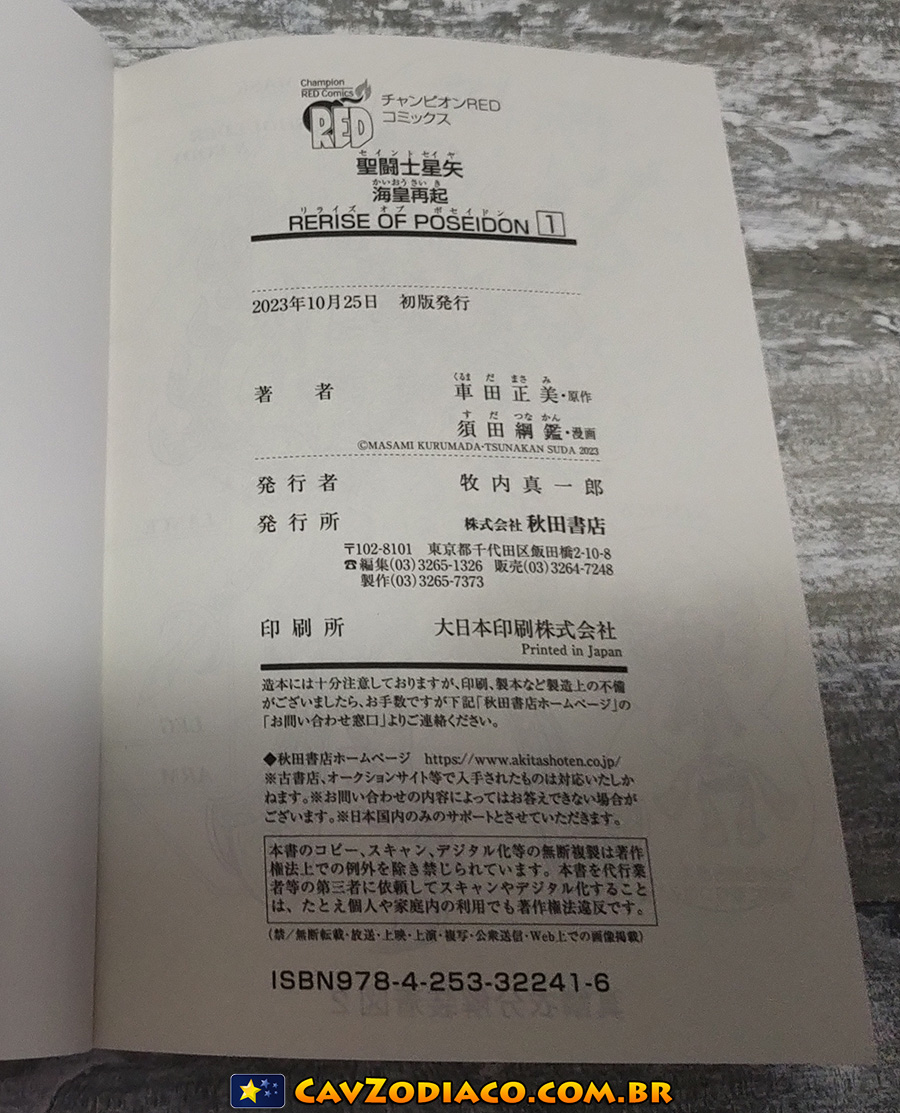 Champion
RED Comics
RED
チャンピオンRED
コミックス
セイントセイヤ
聖闘士星矢
かいおうさいき
海皇再起
リライズ オブ ポセイドン
RERISE OF POSEIDON 1
2023年10月25日 初版発行
くるま だ まさ み
著者 車田正美・原作
す だ つな かん
須田綱鑑・漫画
©MASAMI KURUMADA・TSUNAKAN SUDA 2023
発行者 牧内真一郎
発行所 株式会社 秋田書店
〒102-8101 東京都千代田区飯田橋2-10-8
☎編集(03)3265-1326 販売(03)3264-7248
製作(03)3265-7373
印刷所 大日本印刷株式会社
Printed in Japan
造本には十分注意しておりますが、印刷、製本など製造上の不備
がございましたら、お手数ですが下記「秋田書店ホームページ」の
「お問い合わせ窓口」よりご連絡ください。
◆秋田書店ホームページ https://www.akitashoten.co.jp/
※古書店、オークションサイト等で入手されたものは対応いたしか
ねます。※お問い合わせの内容によってはお答えできない場合が
ございます。※日本国内のみのサポートとさせていただきます。
本書のコピー、スキャン、デジタル化等の無断複製は著作
権法上での例外を除き禁じられています。本書を代行業
者等の第三者に依頼してスキャンやデジタル化すること
は、たとえ個人や家庭内の利用でも著作権法違反です。
(禁/無断転載・放送・上映・上演・複写・公衆送信・Web上での画像掲載)
ISBN978-4-253-32241-6
CavZodiaco.com.br